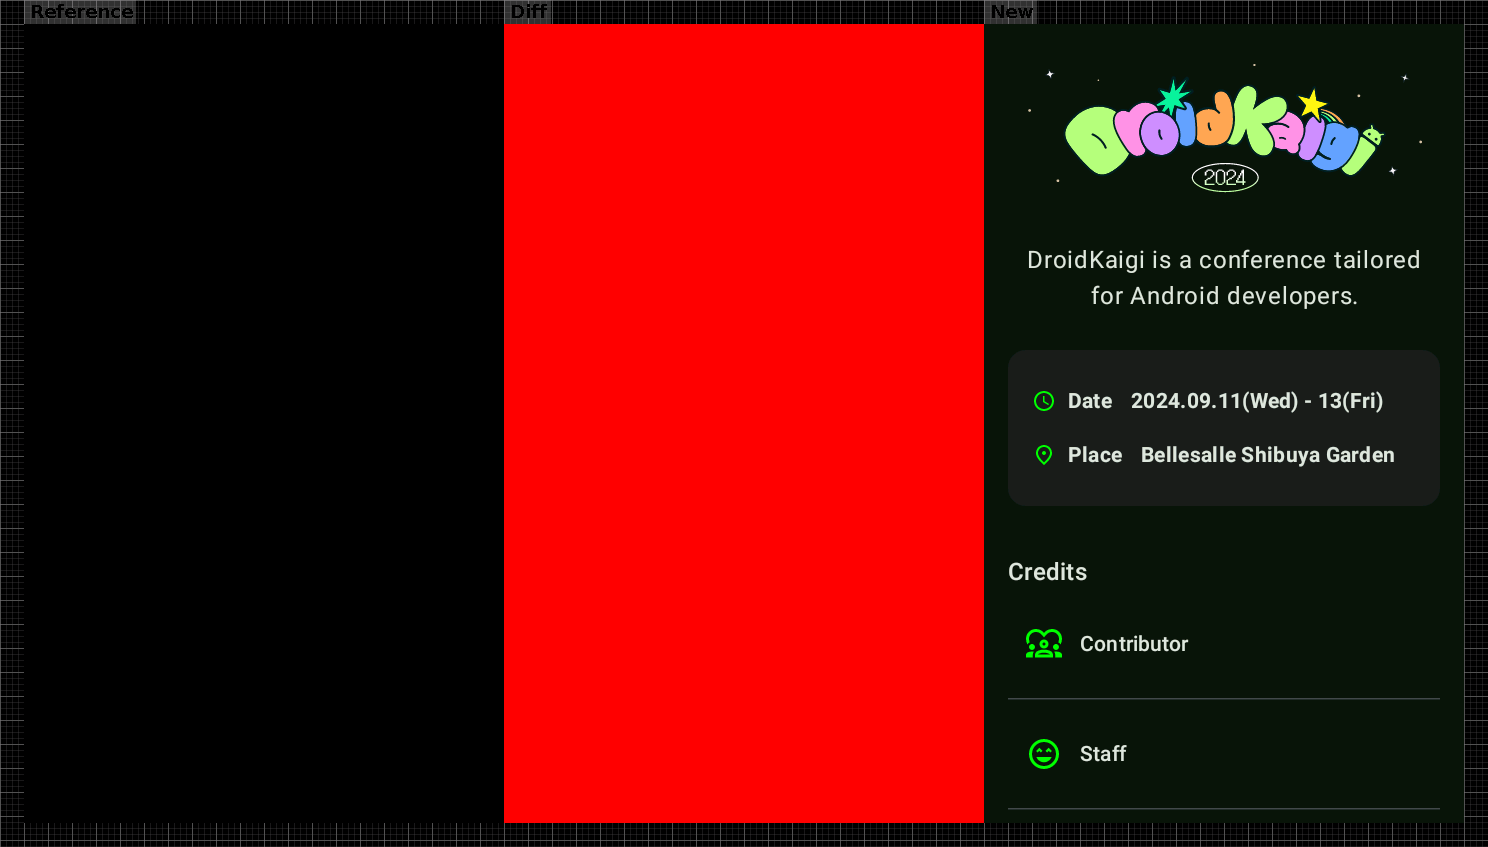 Reference
Diff
New
DroidKaigi
2024
DroidKaigi is a conference tailored
for Android developers.
Date 2024.09.11(Wed) - 13(Fri)
Place Bellesalle Shibuya Garden
Credits
Contributor
Staff